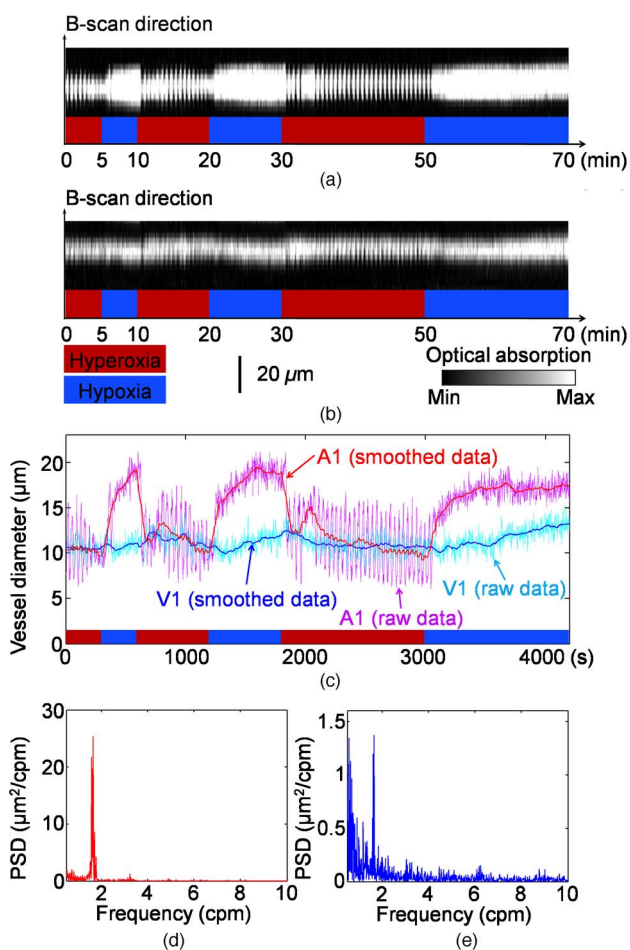 B-scan direction
0 5 10 20 30 50 70 (min)
(a)
B-scan direction
0 5 10 20 30 50 70 (min)
Hyperoxia
Hypoxia
20 µm
Optical absorption
Min Max
(b)
Vessel diameter (µm)
20
15
10
5
0
A1 (smoothed data)
V1 (smoothed data)
V1 (raw data)
A1 (raw data)
0 1000 2000 3000 4000 (s)
(c)
PSD (µm²/cpm)
30
20
10
0
2 4 6 8 10
Frequency (cpm)
(d)
PSD (µm²/cpm)
1.5
1
0.5
0
2 4 6 8 10
Frequency (cpm)
(e)